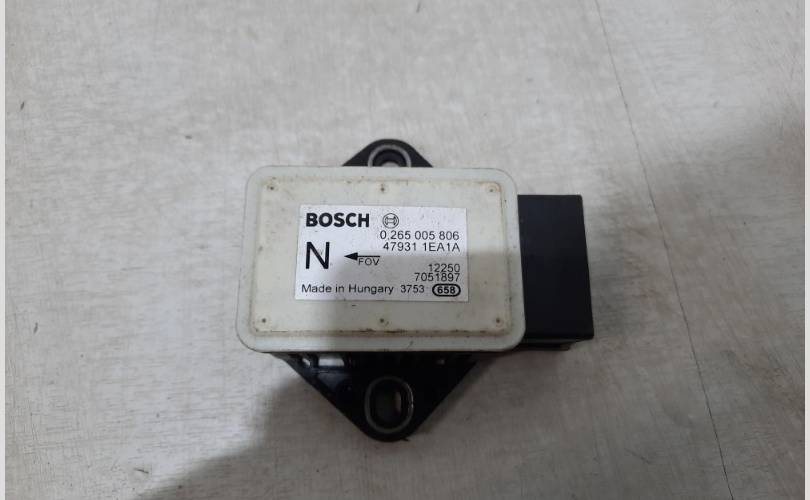 BOSCH
0 265 005 806
47931 1EA1A
N
FOV
12250
7051897
Made in Hungary 3753 658